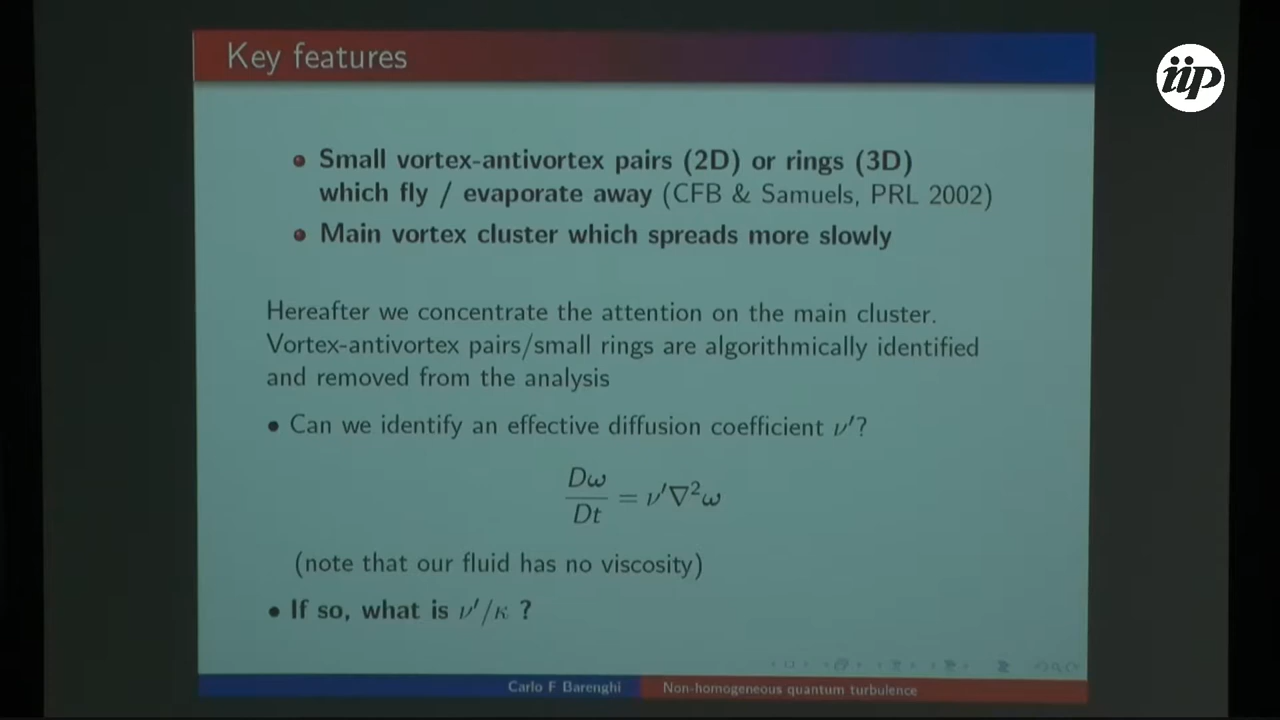 Key features
iip
• Small vortex-antivortex pairs (2D) or rings (3D)
which fly / evaporate away (CFB & Samuels, PRL 2002)
• Main vortex cluster which spreads more slowly
Hereafter we concentrate the attention on the main cluster.
Vortex-antivortex pairs/small rings are algorithmically identified
and removed from the analysis
• Can we identify an effective diffusion coefficient ν′?
Dω/Dt = ν′∇²ω
(note that our fluid has no viscosity)
• If so, what is ν′/κ ?
Carlo F Barenghi Non-homogeneous quantum turbulence